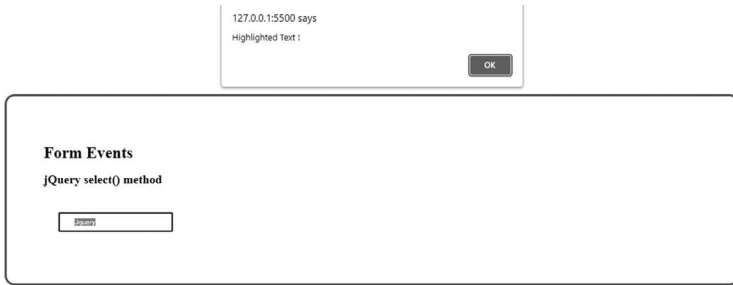 127.0.0.1:5500 says
Highlighted Text !
OK
Form Events
jQuery select() method
jquery